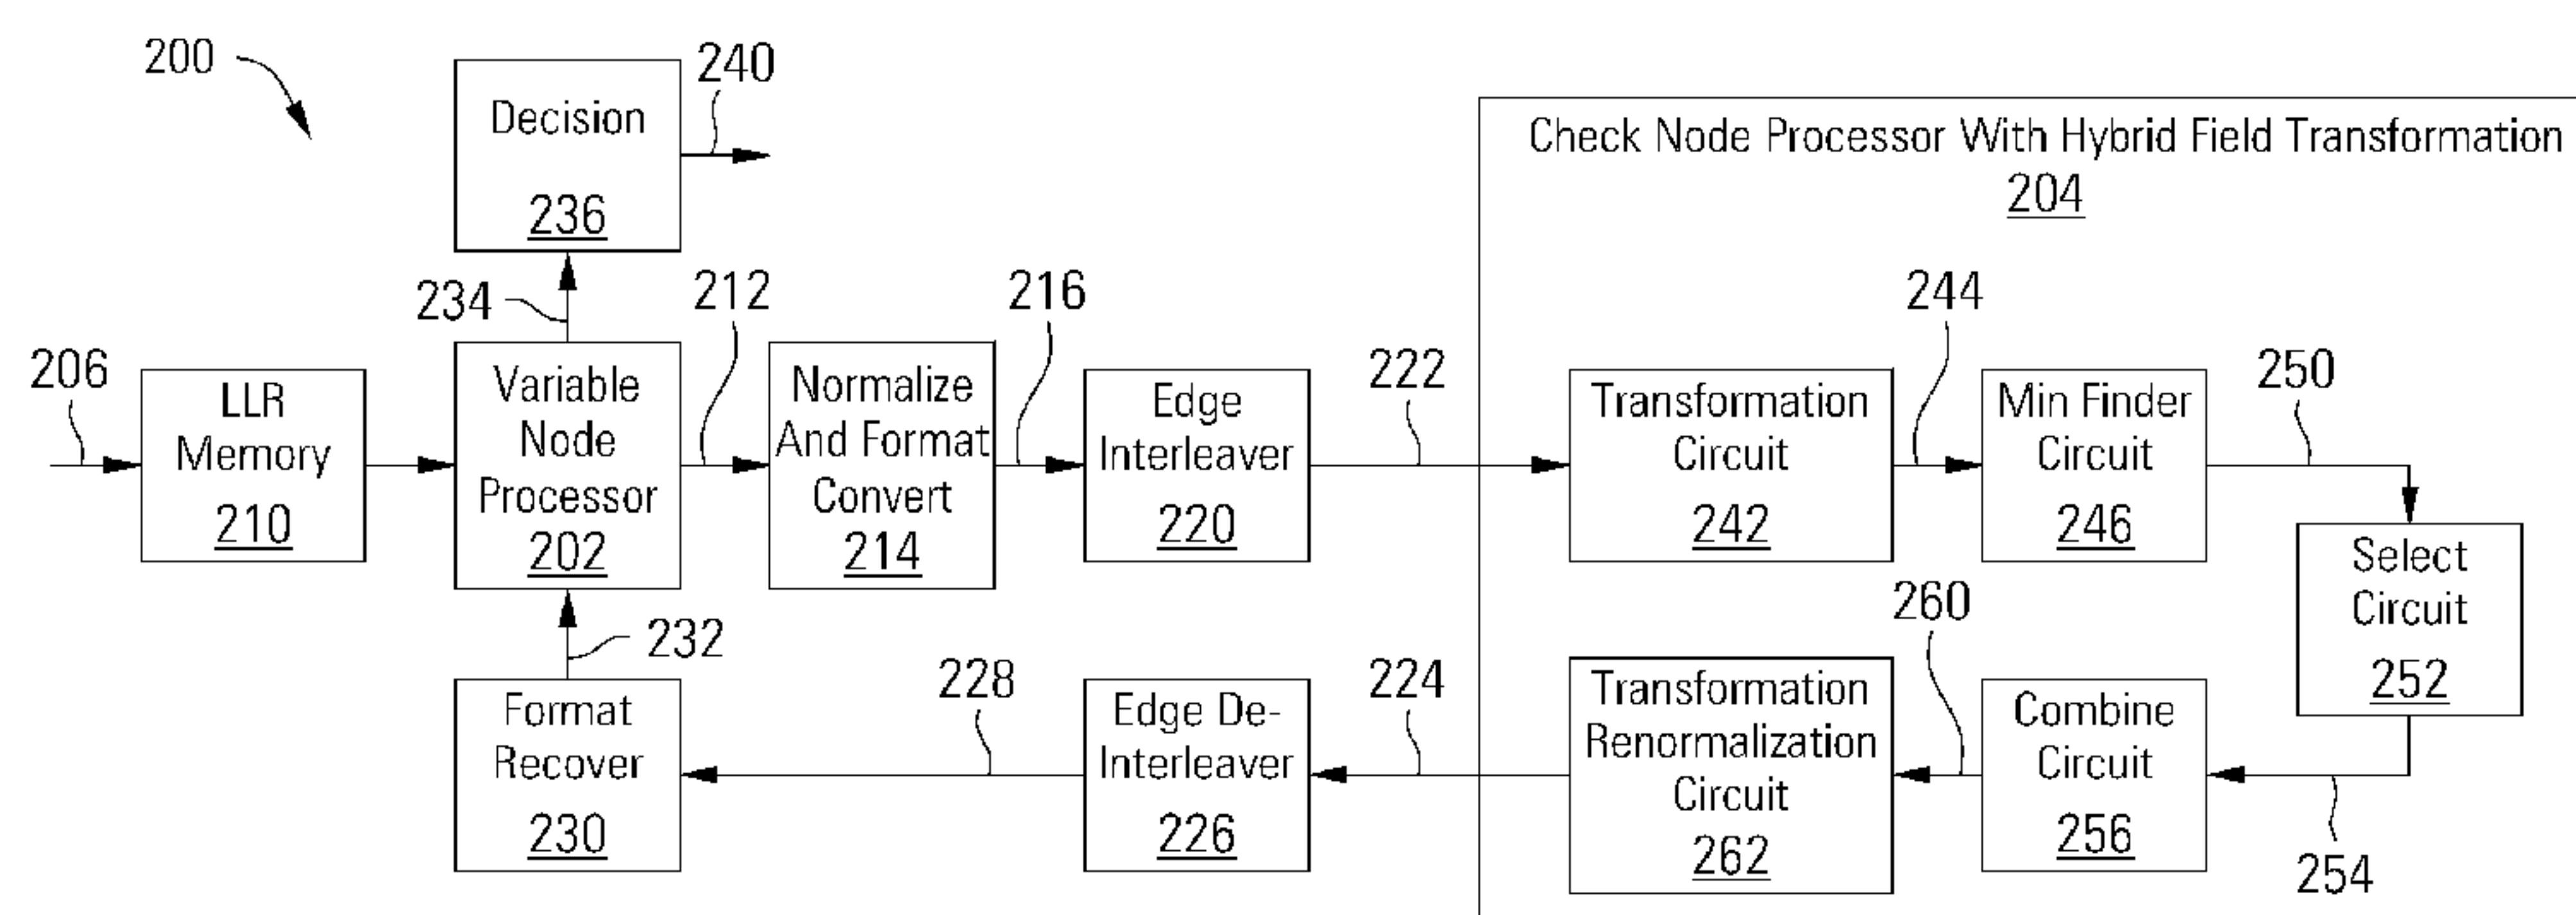 200
Decision
236
240
234
212
216
206
LLR
Memory
210
Variable
Node
Processor
202
Normalize
And Format
Convert
214
Edge
Interleaver
220
222
Check Node Processor With Hybrid Field Transformation
204
Transformation
Circuit
242
244
Min Finder
Circuit
246
250
Select
Circuit
252
254
Combine
Circuit
256
260
Transformation
Renormalization
Circuit
262
224
Edge De-
Interleaver
226
228
Format
Recover
230
232